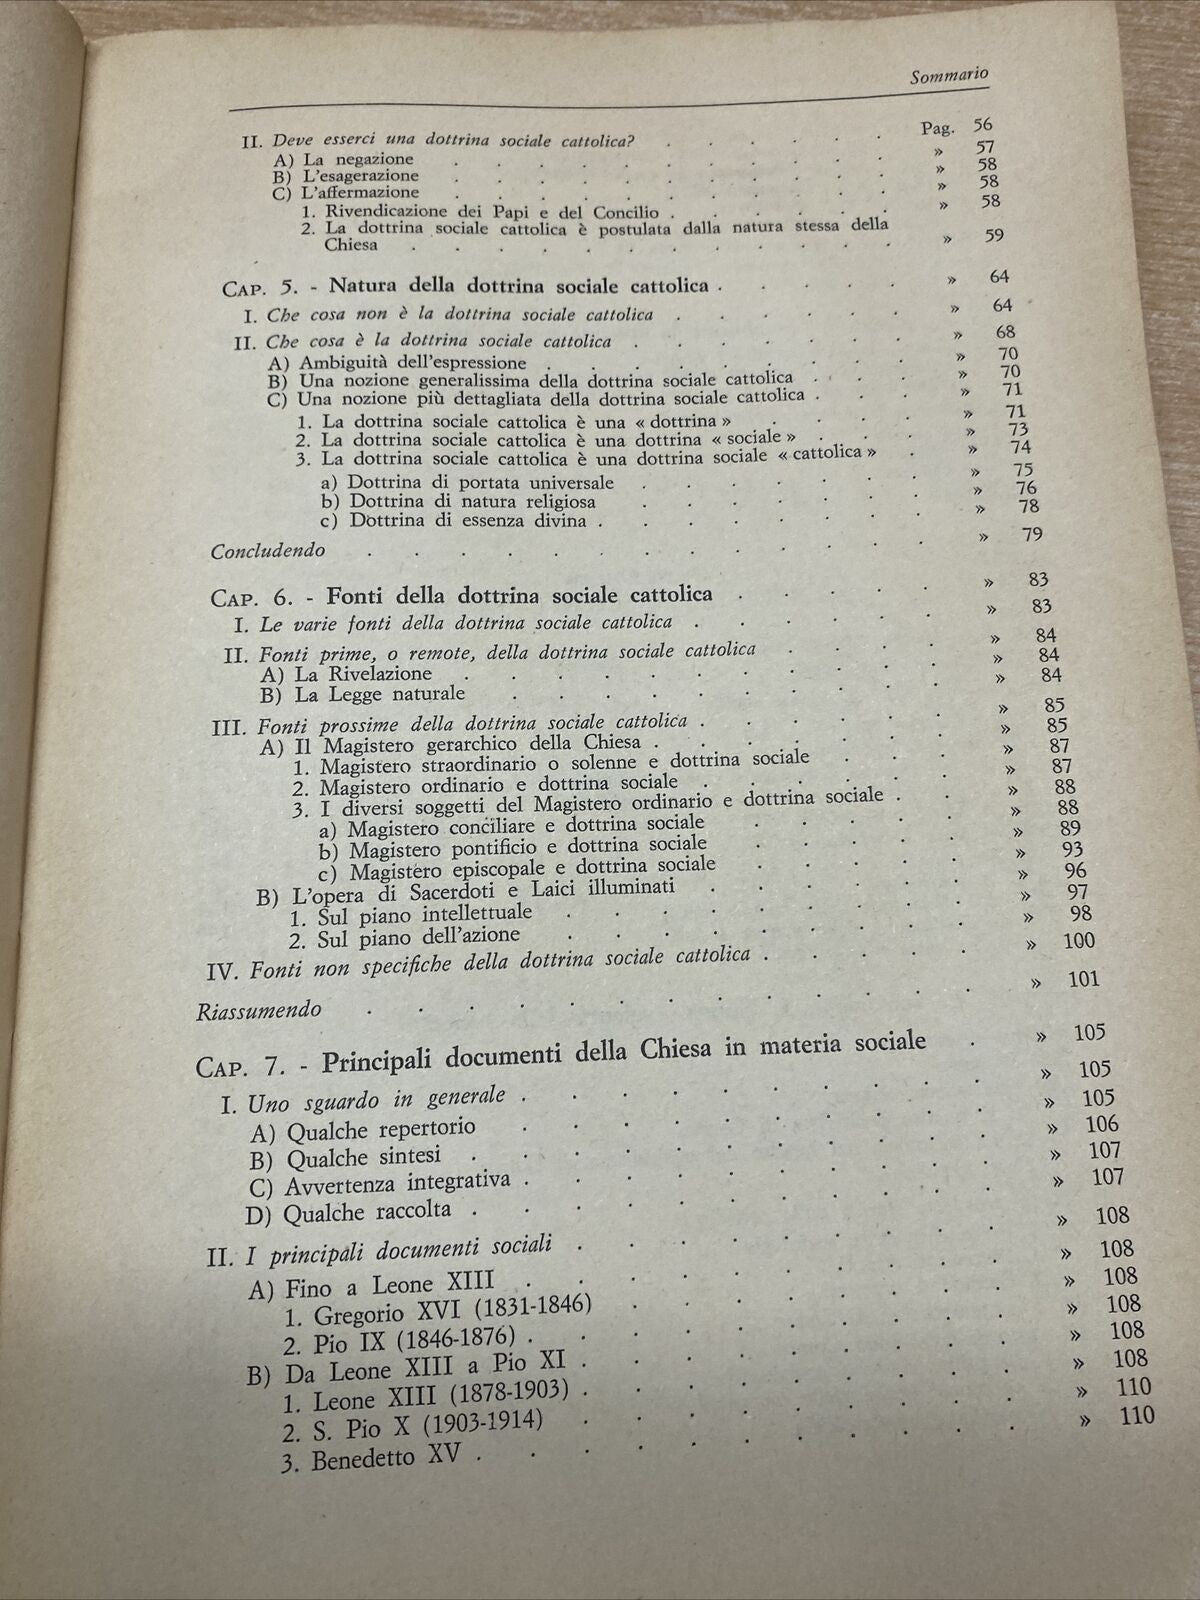 Sommario
II. Deve esserci una dottrina sociale cattolica? . . . . . Pag. 56
A) La negazione . . . . . . . . . » 57
B) L'esagerazione . . . . . . . . . » 58
C) L'affermazione . . . . . . . . . » 58
1. Rivendicazione dei Papi e del Concilio . . . . . » 58
2. La dottrina sociale cattolica è postulata dalla natura stessa della
Chiesa . . . . . . . . . . » 59
CAP. 5. - Natura della dottrina sociale cattolica . . . . . » 64
I. Che cosa non è la dottrina sociale cattolica . . . . . . » 64
II. Che cosa è la dottrina sociale cattolica . . . . . . » 68
A) Ambiguità dell'espressione . . . . . . . . » 70
B) Una nozione generalissima della dottrina sociale cattolica . . . » 70
C) Una nozione più dettagliata della dottrina sociale cattolica . . . » 71
1. La dottrina sociale cattolica è una « dottrina » . . . . » 71
2. La dottrina sociale cattolica è una dottrina « sociale » . . . » 73
3. La dottrina sociale cattolica è una dottrina sociale « cattolica » . » 74
a) Dottrina di portata universale . . . . . . . » 75
b) Dottrina di natura religiosa . . . . . . . » 76
c) Dottrina di essenza divina . . . . . . . » 78
Concludendo . . . . . . . . . . . . » 79
CAP. 6. - Fonti della dottrina sociale cattolica . . . . . » 83
I. Le varie fonti della dottrina sociale cattolica . . . . . . » 83
II. Fonti prime, o remote, della dottrina sociale cattolica . . . . » 84
A) La Rivelazione . . . . . . . . . . » 84
B) La Legge naturale . . . . . . . . . » 84
III. Fonti prossime della dottrina sociale cattolica . . . . . . » 85
A) Il Magistero gerarchico della Chiesa . . . . . . . » 85
1. Magistero straordinario o solenne e dottrina sociale . . . » 87
2. Magistero ordinario e dottrina sociale . . . . . » 87
3. I diversi soggetti del Magistero ordinario e dottrina sociale . . » 88
a) Magistero conciliare e dottrina sociale . . . . » 88
b) Magistero pontificio e dottrina sociale . . . . » 89
c) Magistero episcopale e dottrina sociale . . . . » 93
B) L'opera di Sacerdoti e Laici illuminati . . . . . » 96
1. Sul piano intellettuale . . . . . . . . » 97
2. Sul piano dell'azione . . . . . . . . » 98
IV. Fonti non specifiche della dottrina sociale cattolica . . . . . » 100
Riassumendo . . . . . . . . . . . . » 101
CAP. 7. - Principali documenti della Chiesa in materia sociale . » 105
I. Uno sguardo in generale . . . . . . . . . » 105
A) Qualche repertorio . . . . . . . . . » 105
B) Qualche sintesi . . . . . . . . . . » 106
C) Avvertenza integrativa . . . . . . . . . » 107
D) Qualche raccolta . . . . . . . . . . » 107
II. I principali documenti sociali . . . . . . . . » 108
A) Fino a Leone XIII . . . . . . . . . » 108
1. Gregorio XVI (1831-1846) . . . . . . . » 108
2. Pio IX (1846-1876) . . . . . . . . . » 108
B) Da Leone XIII a Pio XI . . . . . . . . » 108
1. Leone XIII (1878-1903) . . . . . . . . » 108
2. S. Pio X (1903-1914) . . . . . . . . » 110
3. Benedetto XV . . . . . . . . . . » 110